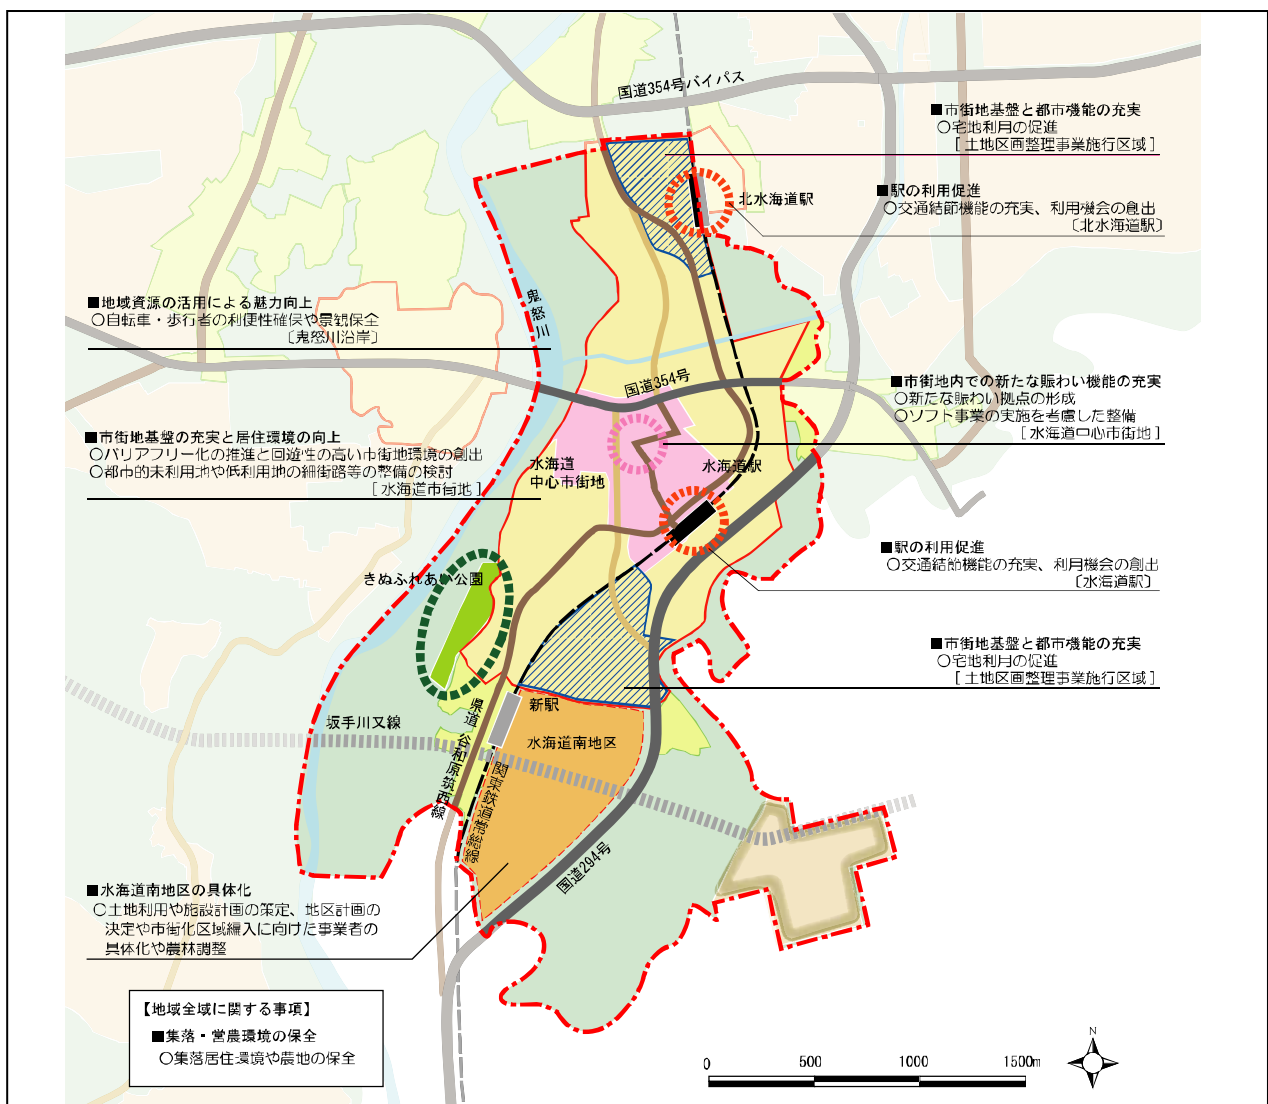 国道354号バイパス
■市街地基盤と都市機能の充実
○宅地利用の促進
[土地区画整理事業施行区域]
■駅の利用促進
○交通結節機能の充実、利用機会の創出
〔北水海道駅〕
北水海道駅
鬼怒川
■地域資源の活用による魅力向上
○自転車・歩行者の利便性確保や景観保全
〔鬼怒川沿岸〕
国道354号
■市街地内での新たな賑わい機能の充実
○新たな賑わい拠点の形成
○ソフト事業の実施を考慮した整備
[水海道中心市街地]
■市街地基盤の充実と居住環境の向上
○バリアフリー化の推進と回遊性の高い市街地環境の創出
○都市的未利用地や低利用地の細街路等の整備の検討
[水海道市街地]
水海道
中心市街地
水海道駅
■駅の利用促進
○交通結節機能の充実、利用機会の創出
〔水海道駅〕
きぬふれあい公園
■市街地基盤と都市機能の充実
○宅地利用の促進
[土地区画整理事業施行区域]
新駅
坂手川又線
県道 谷和原筑西線
水海道南地区
関東鉄道常総線
国道294号
■水海道南地区の具体化
○土地利用や施設計画の策定、地区計画の
決定や市街化区域編入に向けた事業者の
具体化や農林調整
【地域全域に関する事項】
■集落・営農環境の保全
○集落居住環境や農地の保全
0 500 1000 1500m
N